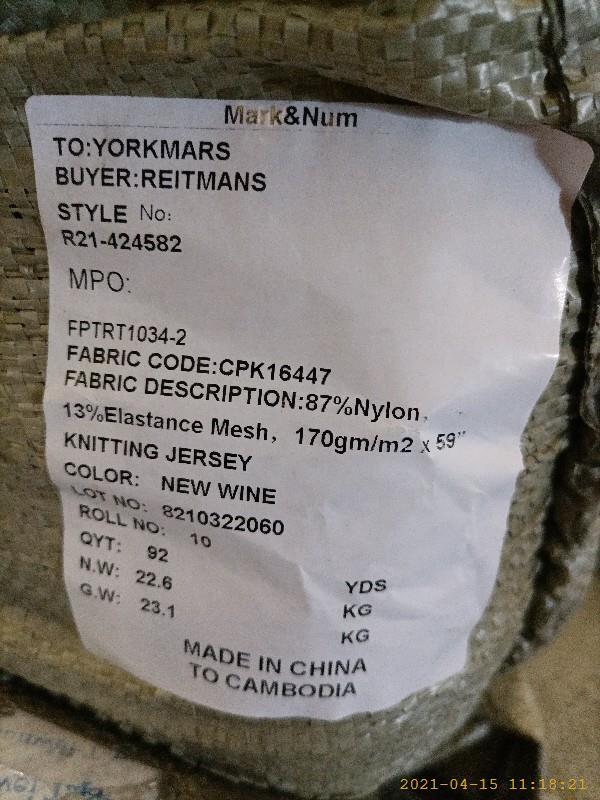 Mark&Num
TO:YORKMARS
BUYER:REITMANS
STYLE No:
R21-424582
MPO:
FPTRT1034-2
FABRIC CODE:CPK16447
FABRIC DESCRIPTION:87%Nylon,
13%Elastance Mesh, 170gm/m2 x 59"
KNITTING JERSEY
COLOR: NEW WINE
LOT NO: 8210322060
ROLL NO: 10
QYT: 92 YDS
N.W: 22.6 KG
G.W: 23.1 KG
MADE IN CHINA
TO CAMBODIA
2021-04-15 11:18:21